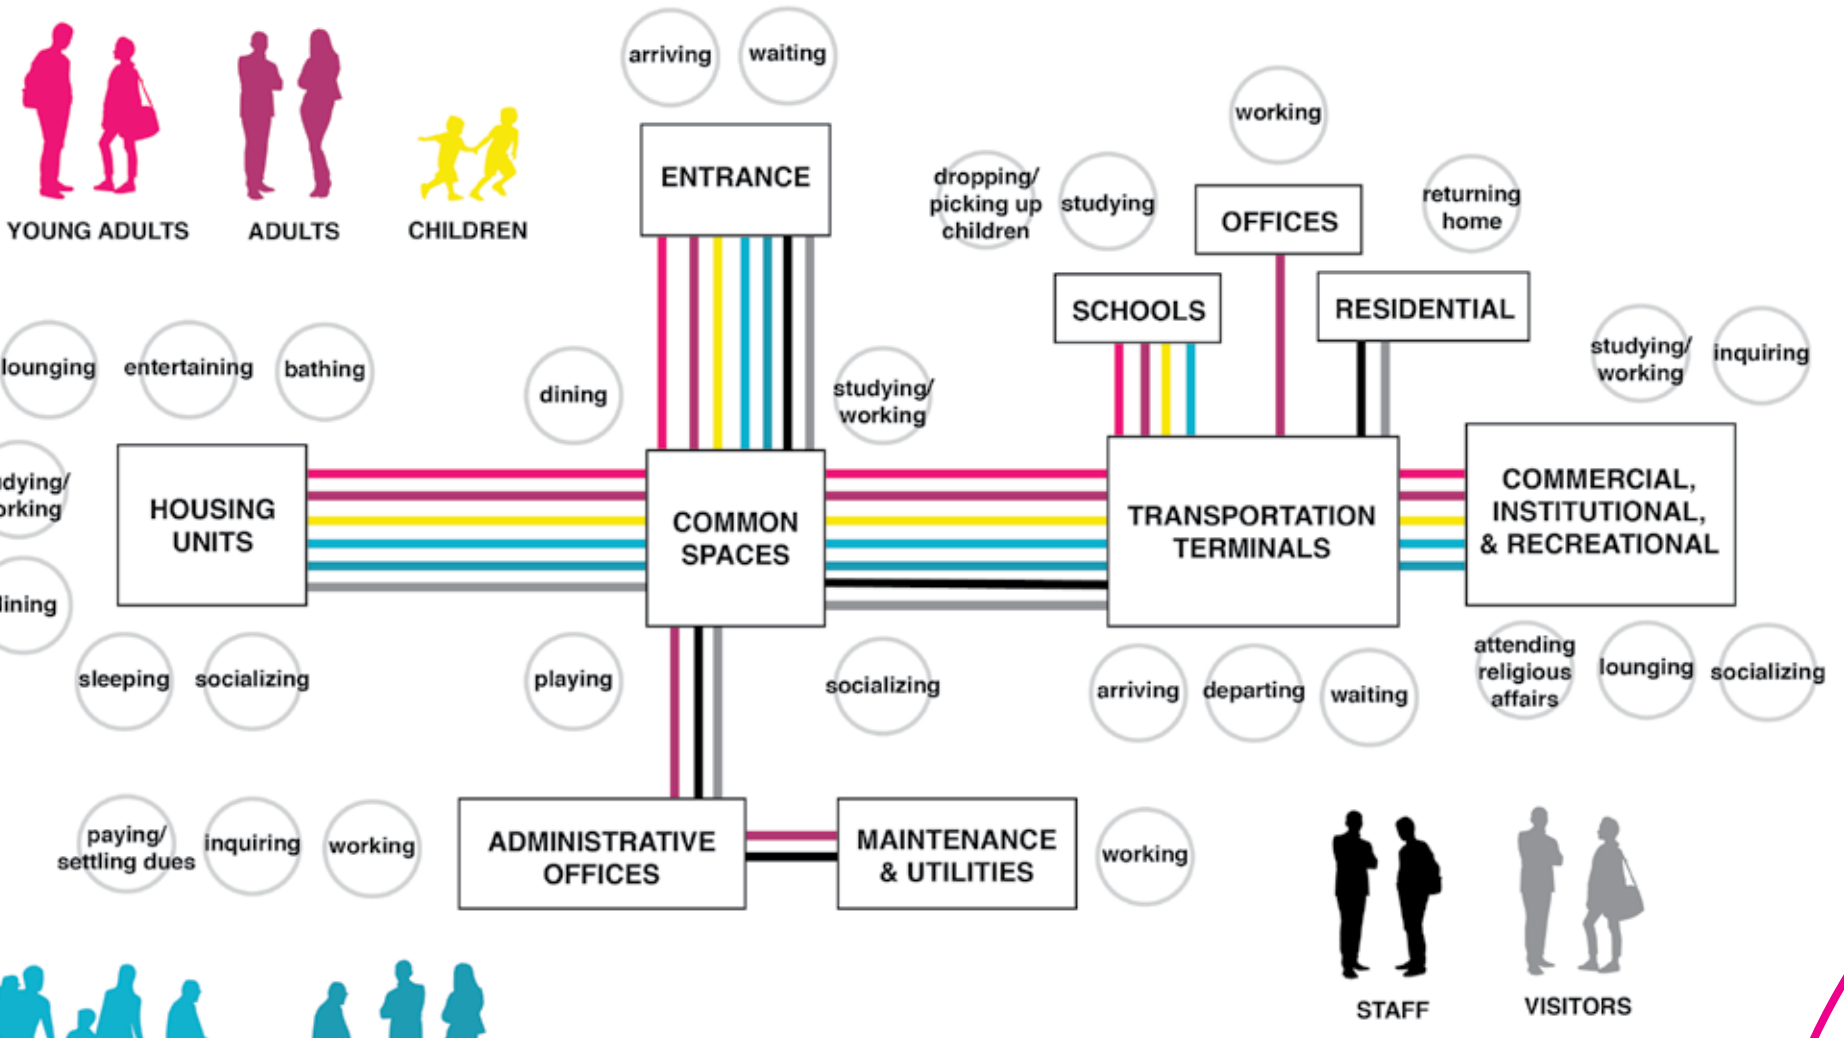 arriving
waiting
working
ENTRANCE
dropping/
picking up
children
studying
OFFICES
returning
home
YOUNG ADULTS
ADULTS
CHILDREN
SCHOOLS
RESIDENTIAL
lounging
entertaining
bathing
dining
studying/
working
studying/
working
inquiring
HOUSING
UNITS
COMMON
SPACES
TRANSPORTATION
TERMINALS
COMMERCIAL,
INSTITUTIONAL,
& RECREATIONAL
sleeping
socializing
playing
socializing
arriving
departing
waiting
attending
religious
affairs
lounging
socializing
paying/
settling dues
inquiring
working
ADMINISTRATIVE
OFFICES
MAINTENANCE
& UTILITIES
working
STAFF
VISITORS